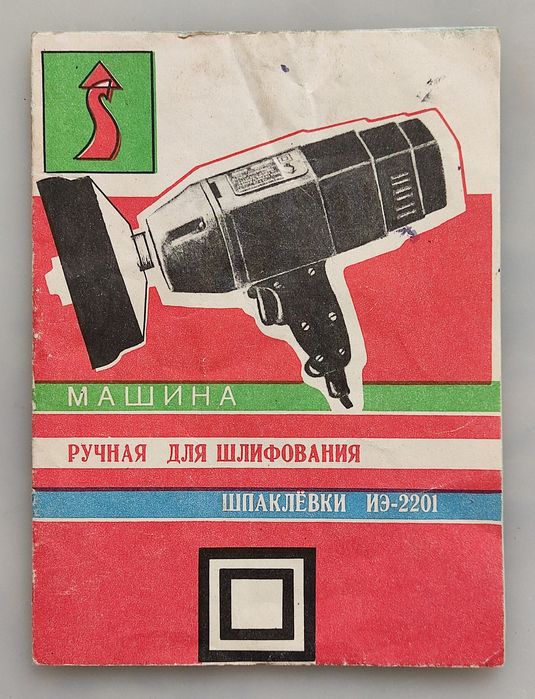 МАШИНА
РУЧНАЯ ДЛЯ ШЛИФОВАНИЯ
ШПАКЛЁВКИ ИЭ-2201